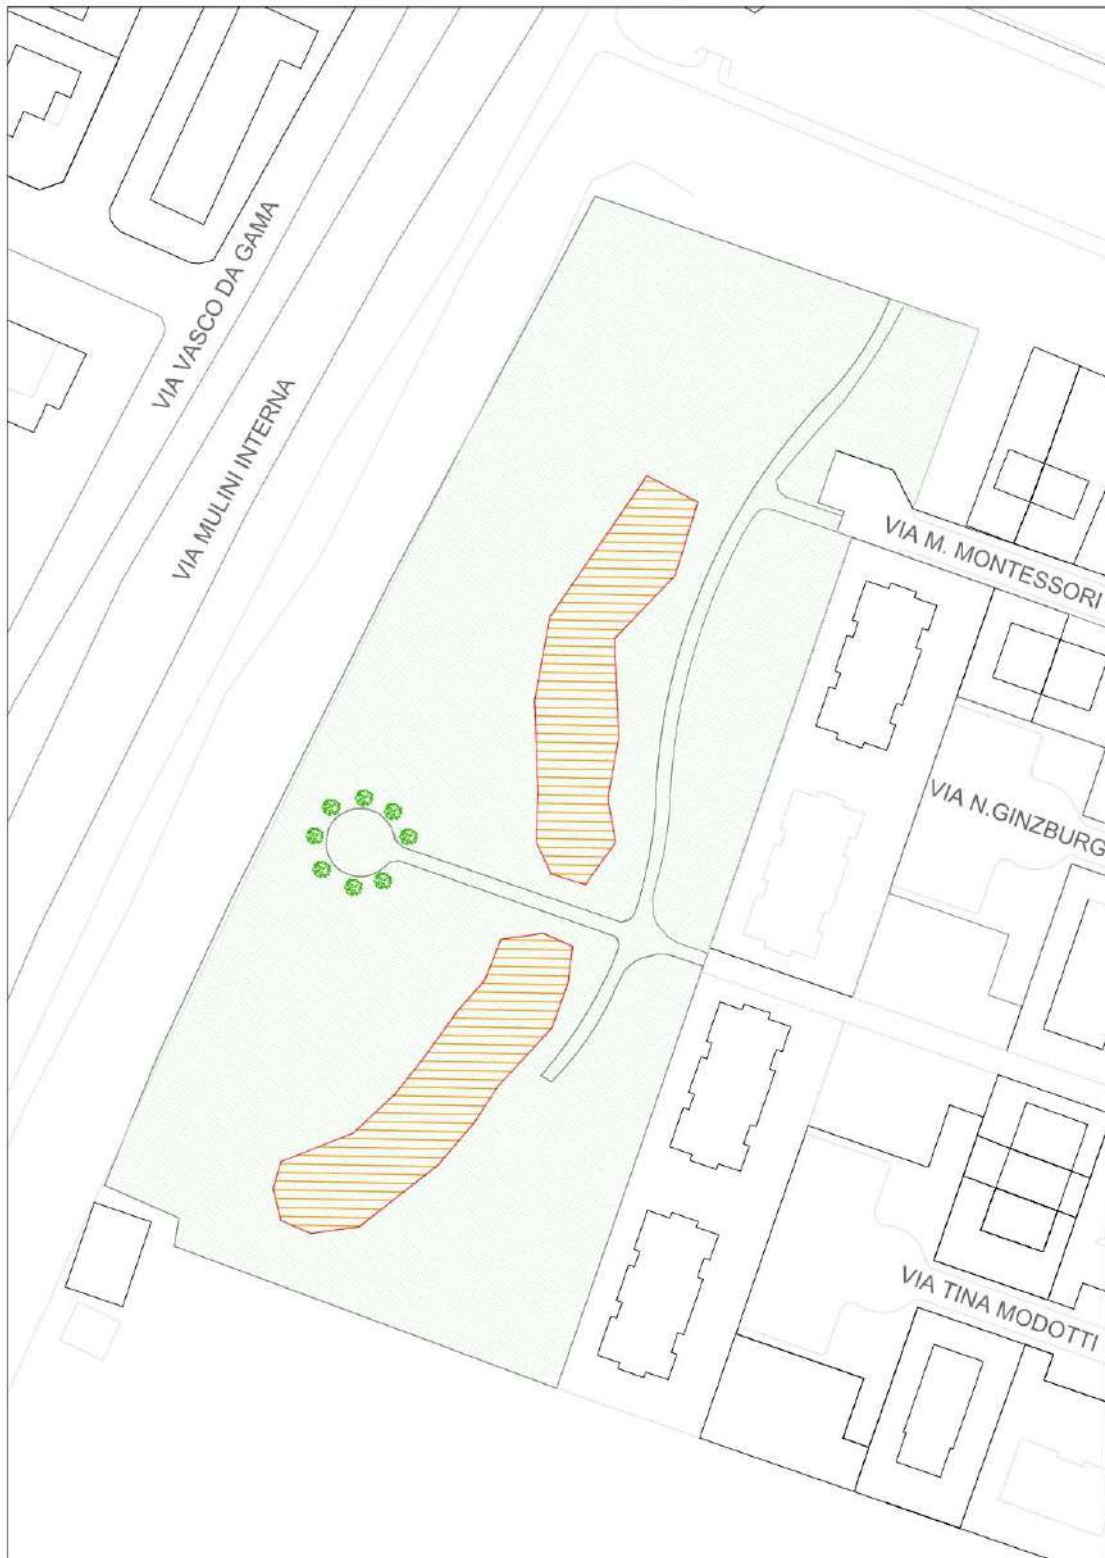 VIA VASCO DA GAMA
VIA MULINI INTERNA
VIA M. MONTESSORI
VIA N.GINZBURG
VIA TINA MODOTTI